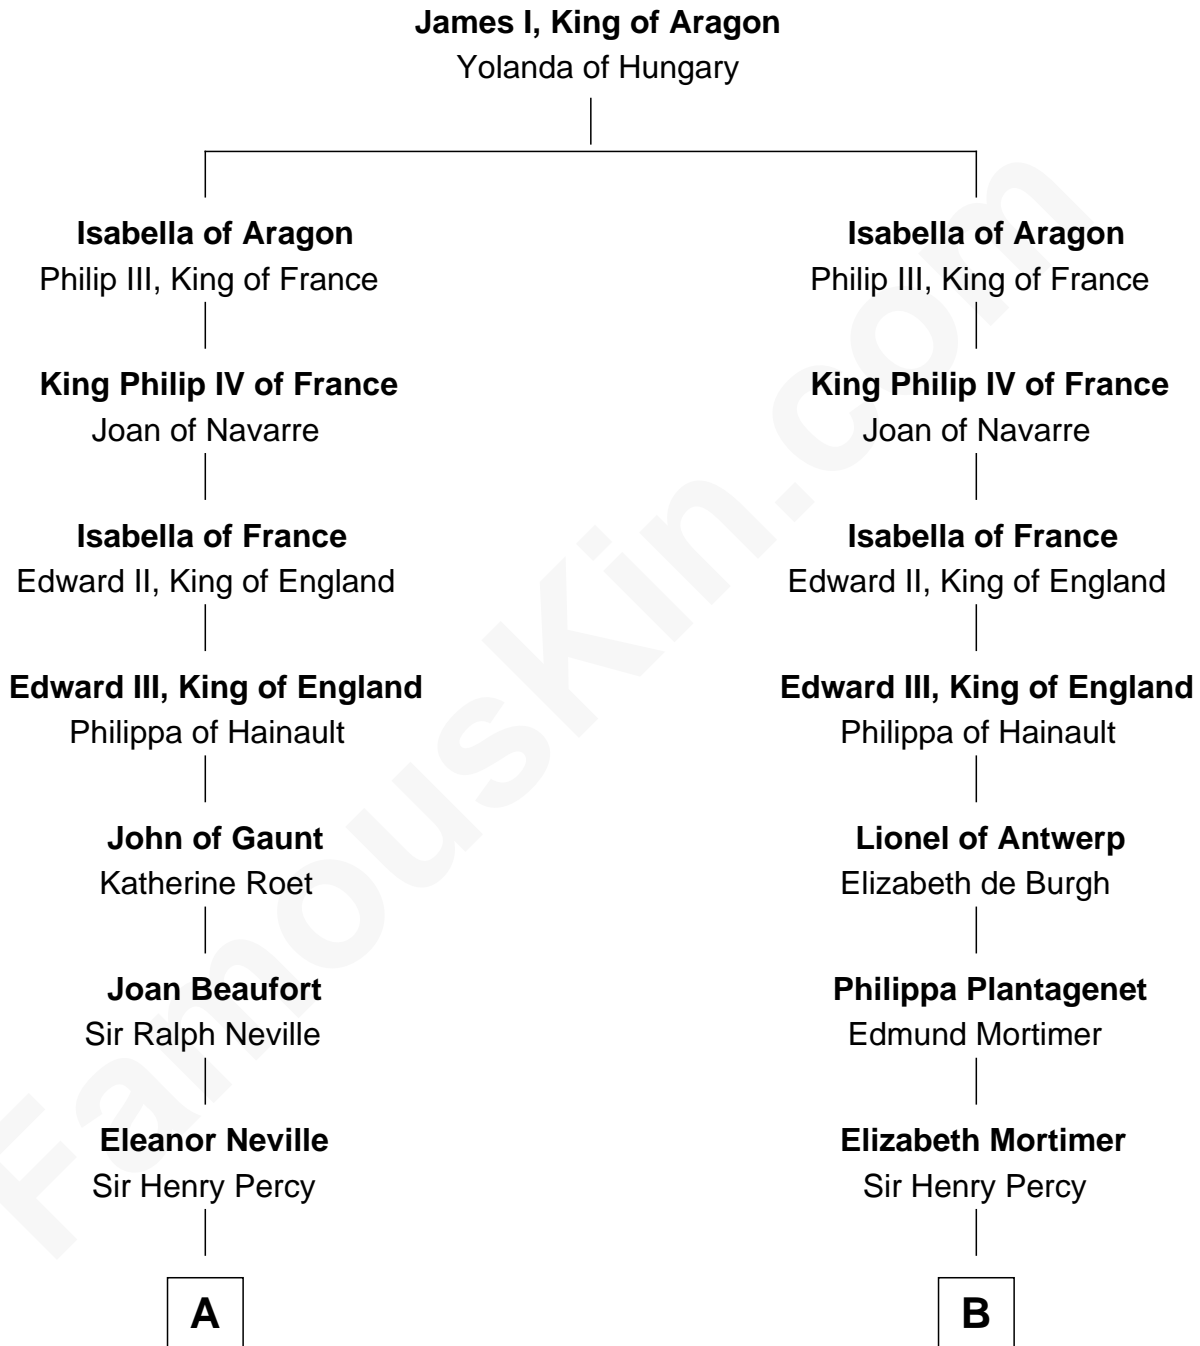 James I, King of Aragon
Yolanda of Hungary
Isabella of Aragon
Philip III, King of France
King Philip IV of France
Joan of Navarre
Isabella of France
Edward II, King of England
Edward III, King of England
Philippa of Hainault
John of Gaunt
Katherine Roet
Joan Beaufort
Sir Ralph Neville
Eleanor Neville
Sir Henry Percy
A
Isabella of Aragon
Philip III, King of France
King Philip IV of France
Joan of Navarre
Isabella of France
Edward II, King of England
Edward III, King of England
Philippa of Hainault
Lionel of Antwerp
Elizabeth de Burgh
Philippa Plantagenet
Edmund Mortimer
Elizabeth Mortimer
Sir Henry Percy
B
FamousKin.com